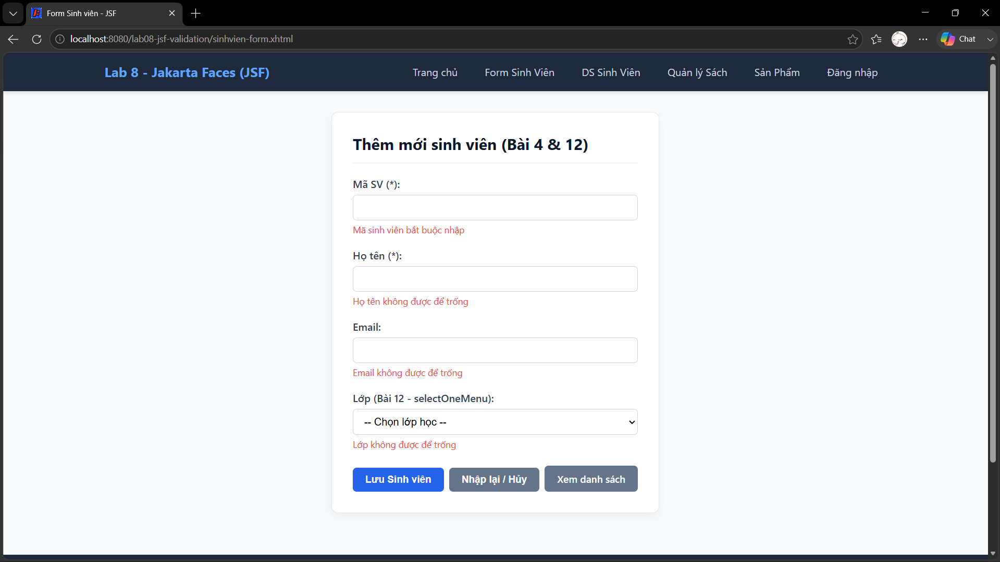 Form Sinh viên - JSF
localhost:8080/lab08-jsf-validation/sinhvien-form.xhtml
Chat
Lab 8 - Jakarta Faces (JSF)
Trang chủ
Form Sinh Viên
DS Sinh Viên
Quản lý Sách
Sản Phẩm
Đăng nhập
Thêm mới sinh viên (Bài 4 & 12)
Mã SV (*):
Mã sinh viên bắt buộc nhập
Họ tên (*):
Họ tên không được để trống
Email:
Email không được để trống
Lớp (Bài 12 - selectOneMenu):
-- Chọn lớp học --
Lớp không được để trống
Lưu Sinh viên
Nhập lại / Hủy
Xem danh sách